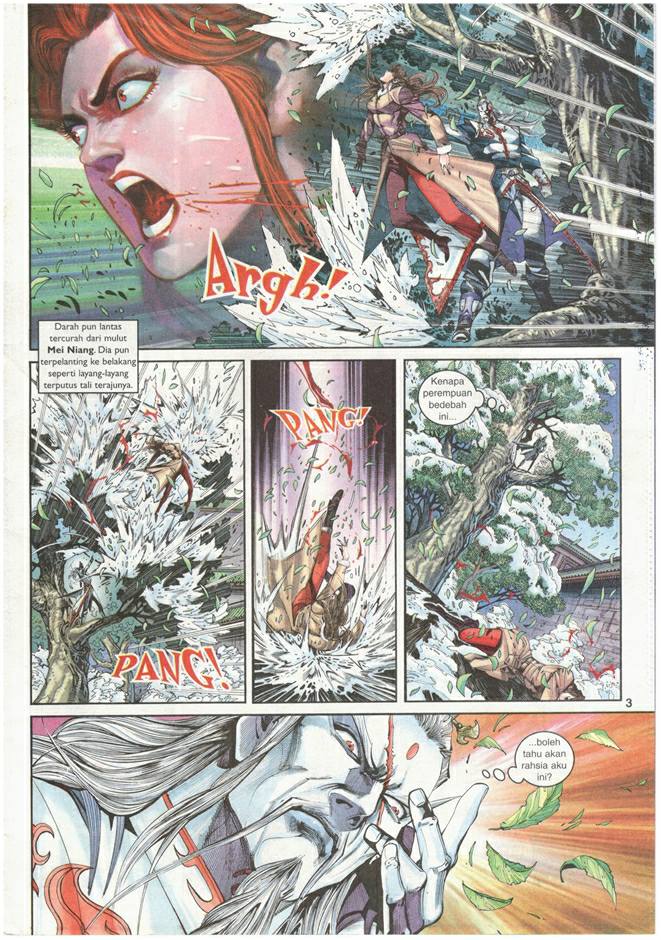 Argh!
Darah pun lantas
tercurah dari mulut
Mei Niang. Dia pun
terpelanting ke belakang
seperti layang-layang
terputus tali terajunya.
PANG!
PANG!
Kenapa
perempuan
bedebah
ini...
3
...boleh
tahu akan
rahsia aku
ini?